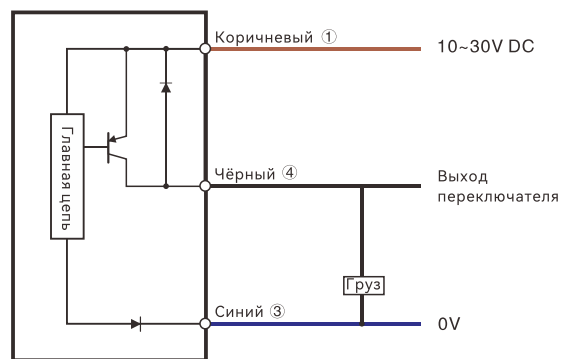 Коричневый ①
10~30V DC
Главная цепь
Чёрный ④
Выход
переключателя
Груз
Синий ③
0V